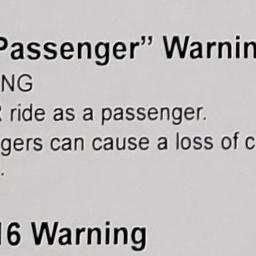 Passenger” Warnin
NG
ride as a passenger.
gers can cause a loss of c
.
16 Warning